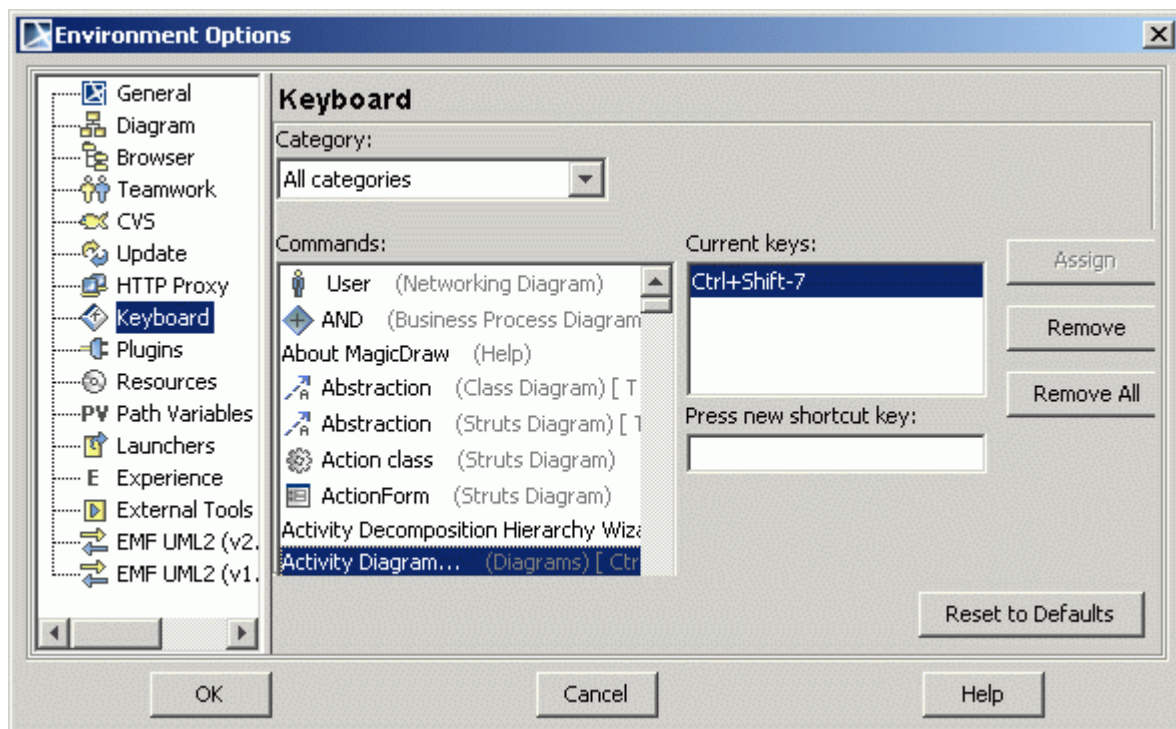 Environment Options
General
Diagram
Browser
Teamwork
CVS
Update
HTTP Proxy
Keyboard
Plugins
Resources
PV Path Variables
Launchers
E Experience
External Tools
EMF UML2 (v2.
EMF UML2 (v1.
Keyboard
Category:
All categories
Commands:
User (Networking Diagram)
AND (Business Process Diagram
About MagicDraw (Help)
Abstraction (Class Diagram) [ T
Abstraction (Struts Diagram) [ T
Action class (Struts Diagram)
ActionForm (Struts Diagram)
Activity Decomposition Hierarchy Wiza
Activity Diagram... (Diagrams) [ Ctr
Current keys:
Ctrl+Shift-7
Press new shortcut key:
Assign
Remove
Remove All
Reset to Defaults
OK
Cancel
Help